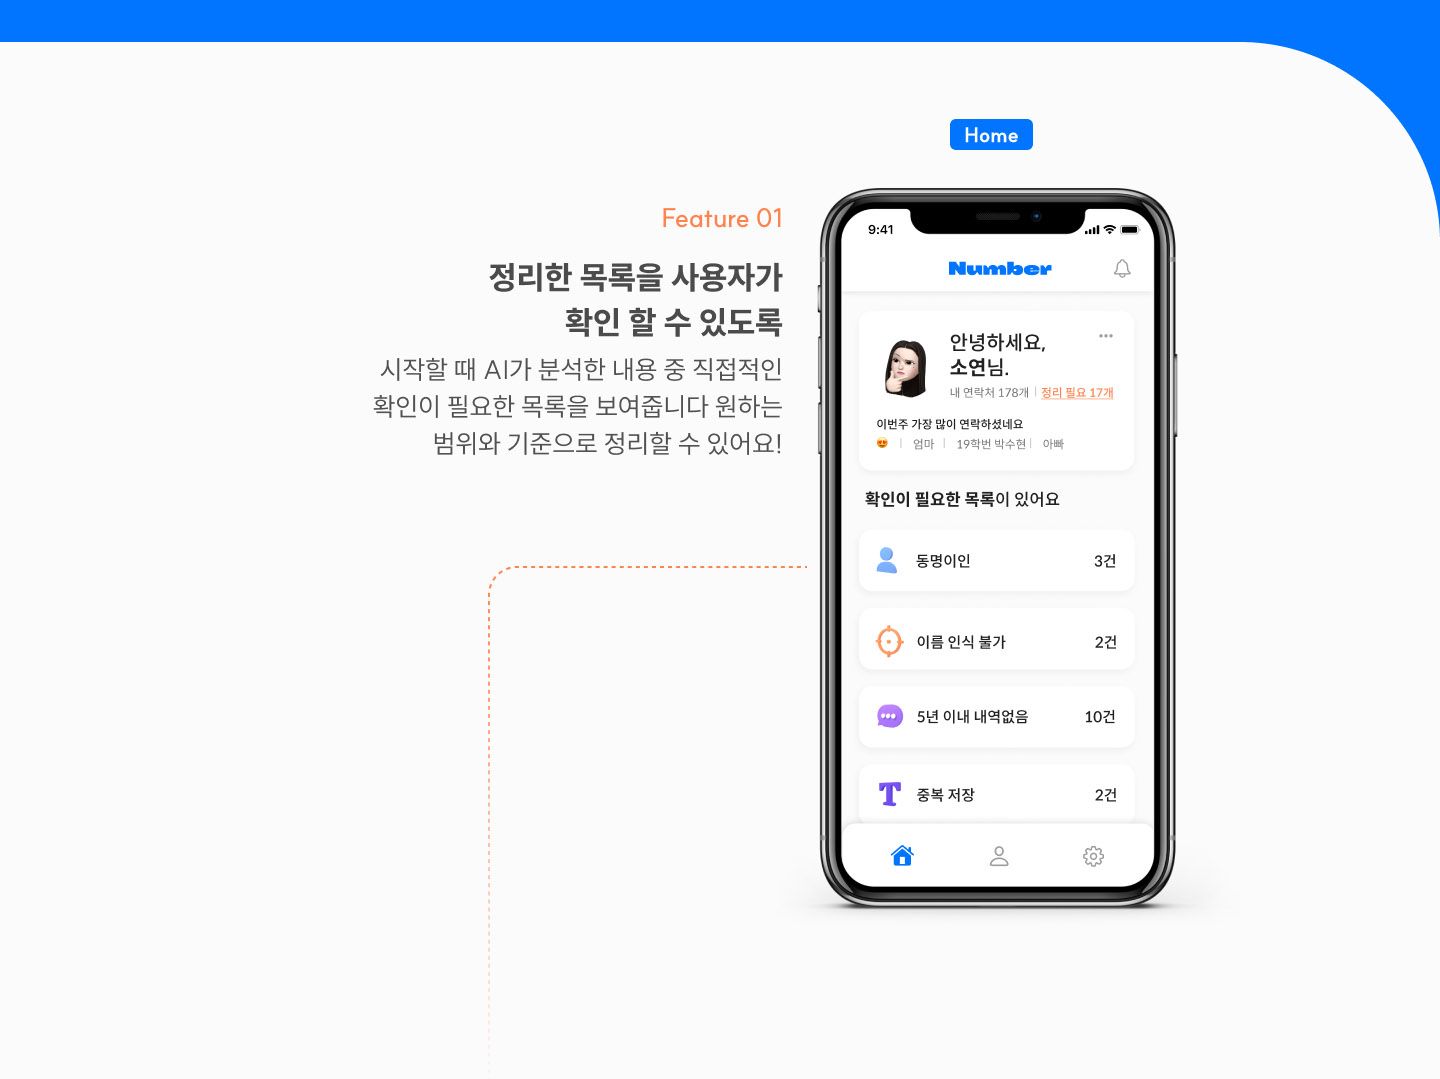 Home
Feature 01
정리한 목록을 사용자가
확인 할 수 있도록
시작할 때 AI가 분석한 내용 중 직접적인
확인이 필요한 목록을 보여줍니다 원하는
범위와 기준으로 정리할 수 있어요!
9:41
Number
안녕하세요,
소연님.
내 연락처 178개 | 정리 필요 17개
이번주 가장 많이 연락하셨네요
😍 | 엄마 | 19학번 박수현 | 아빠
확인이 필요한 목록이 있어요
동명이인 3건
이름 인식 불가 2건
5년 이내 내역없음 10건
중복 저장 2건